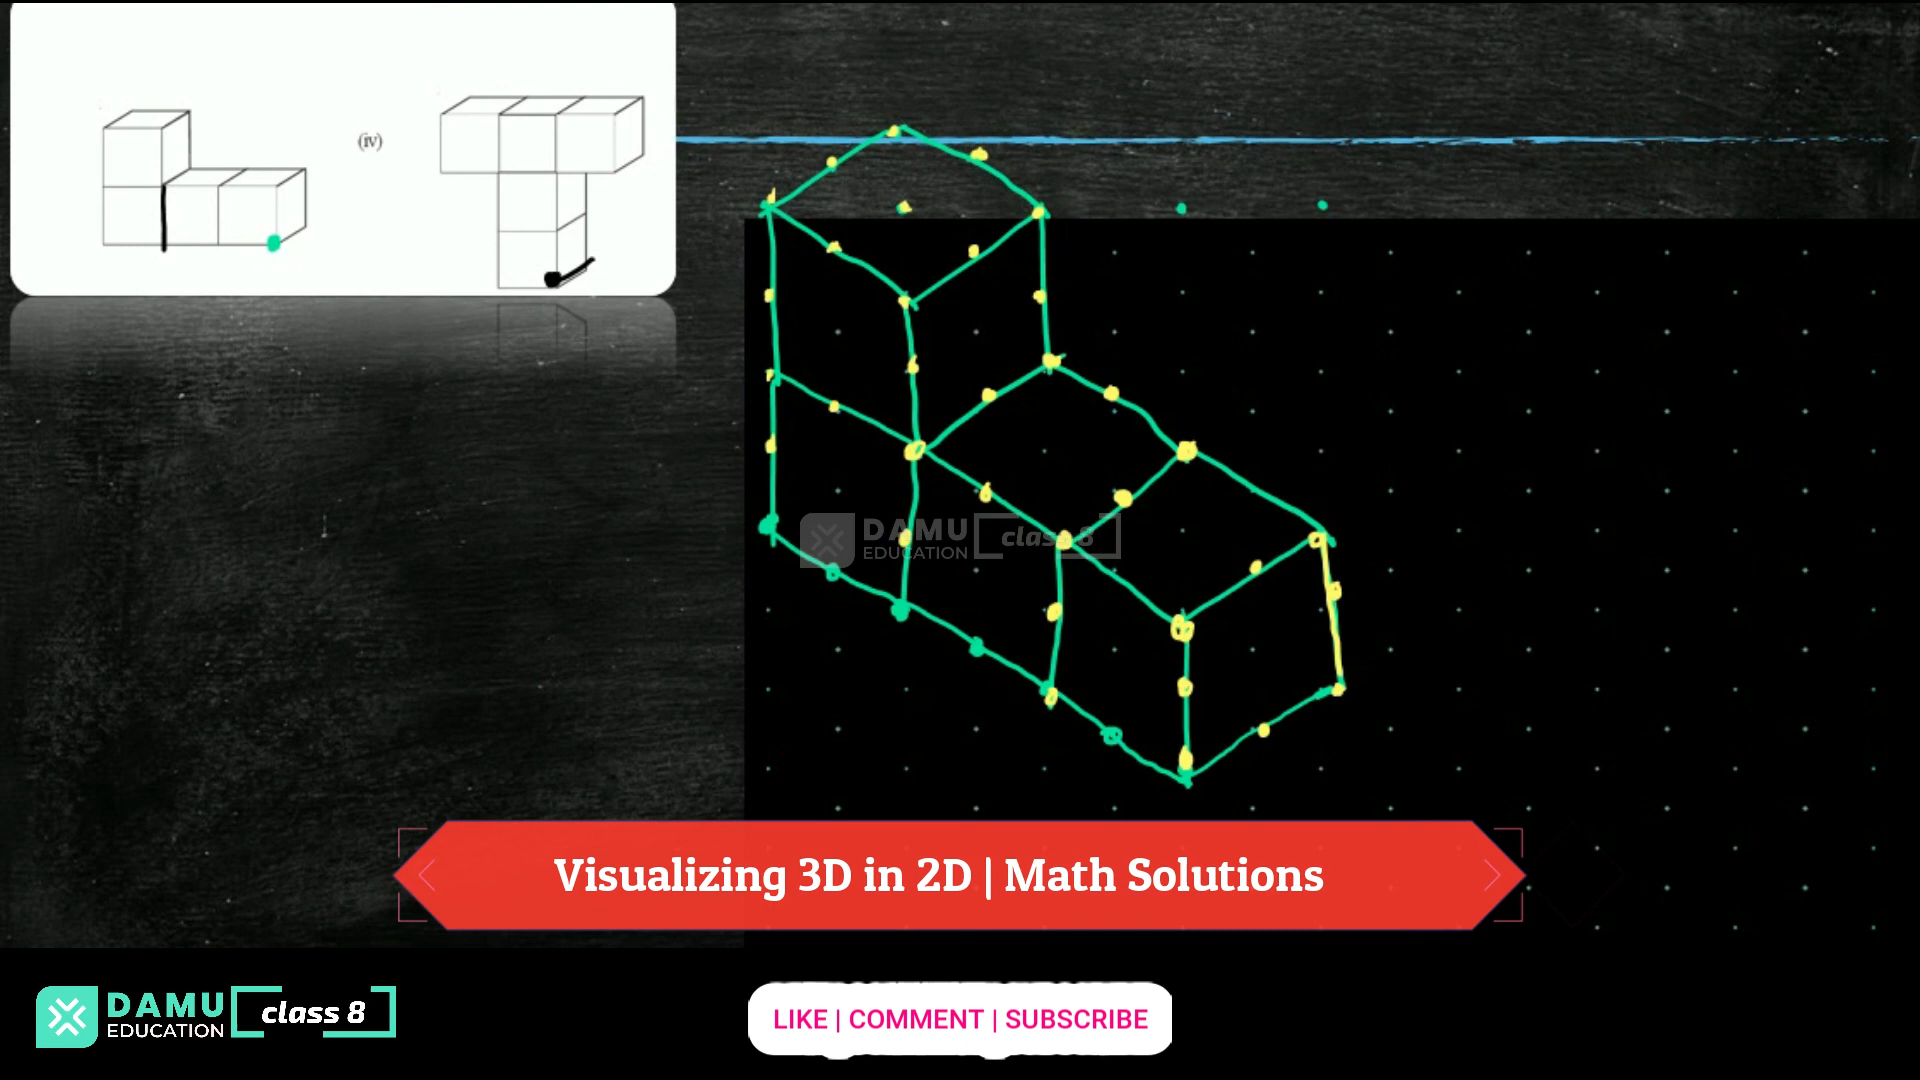 (iv)
DAMU
EDUCATION
class 8
Visualizing 3D in 2D | Math Solutions
DAMU
EDUCATION
class 8
LIKE | COMMENT | SUBSCRIBE